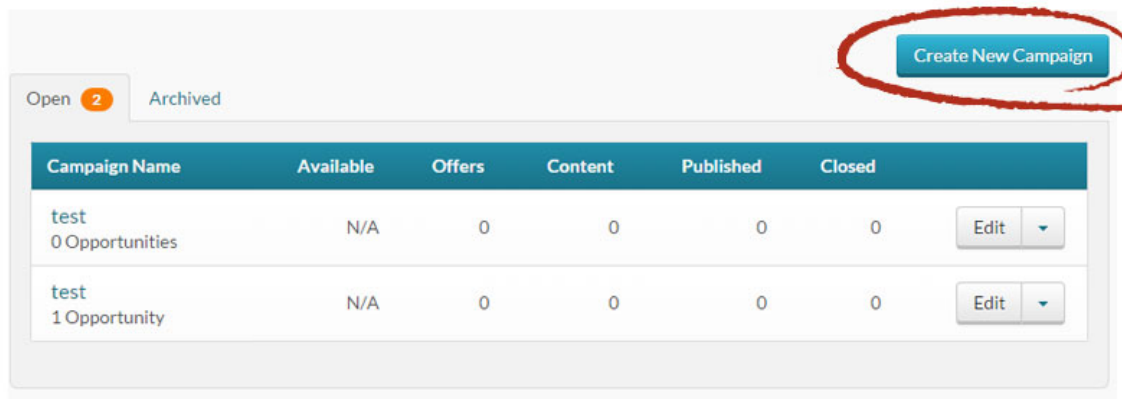 Create New Campaign
Open 2 Archived
Campaign Name Available Offers Content Published Closed
test
0 Opportunities N/A 0 0 0 0 Edit
test
1 Opportunity N/A 0 0 0 0 Edit